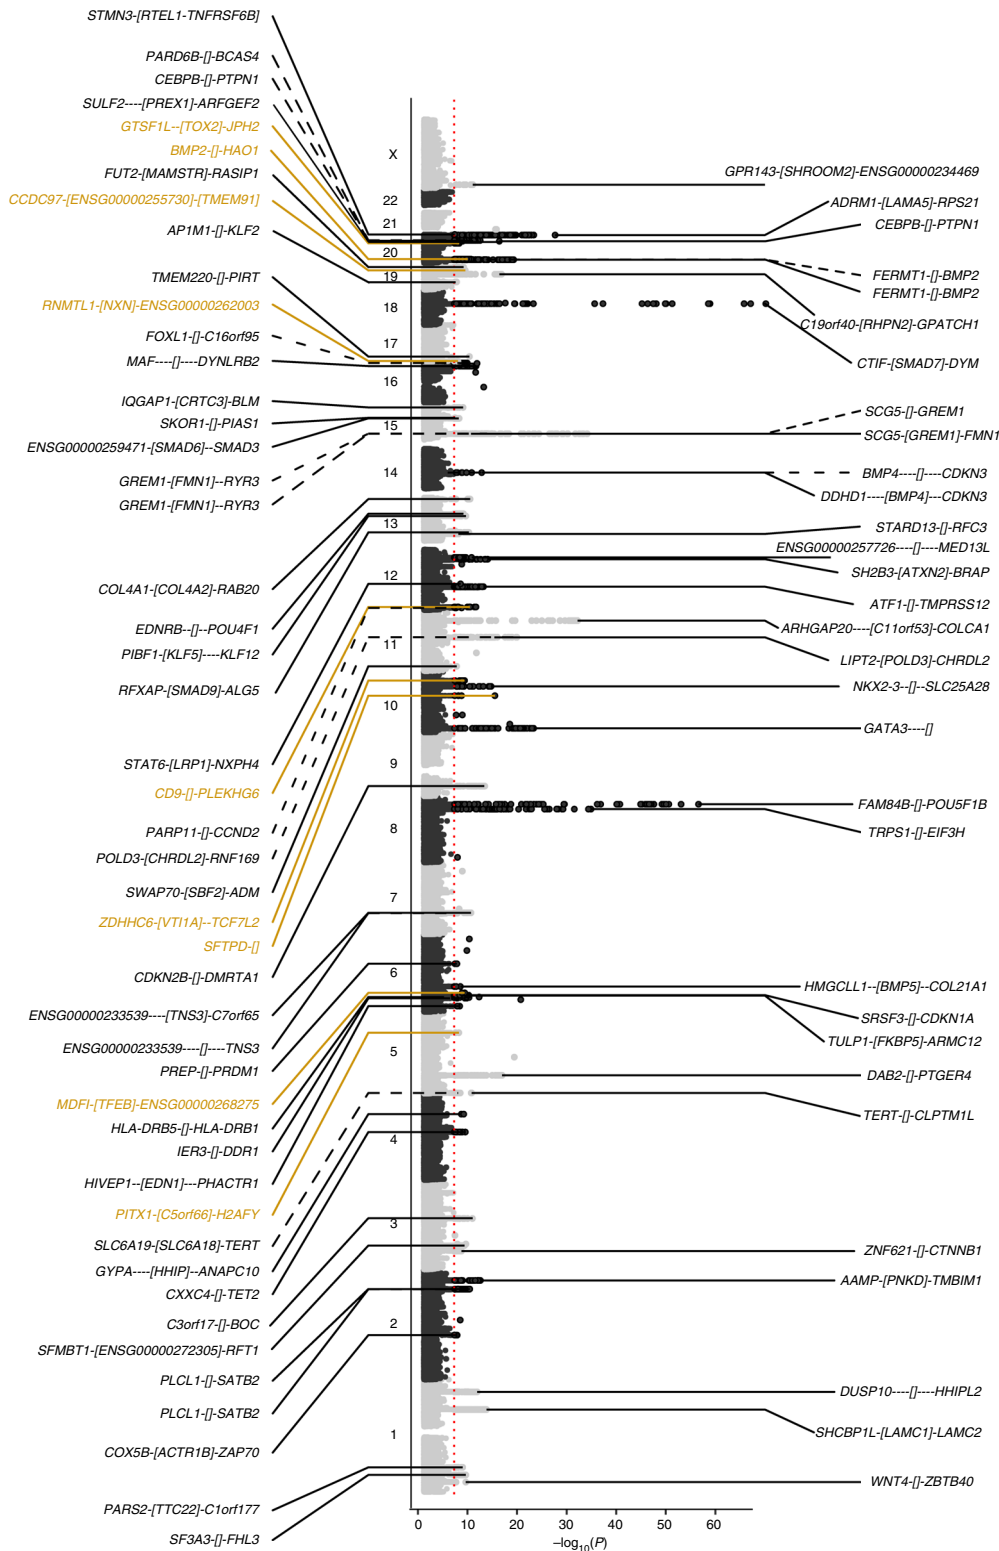 STMN3-[RTEL1-TNFRSF6B]
PARD6B-[]-BCAS4
CEBPB-[]-PTPN1
SULF2----[PREX1]-ARFGEF2
GTSF1L--[TOX2]-JPH2
BMP2-[]-HAO1
FUT2-[MAMSTR]-RASIP1
CCDC97-[ENSG00000255730]-[TMEM91]
AP1M1-[]-KLF2
TMEM220-[]-PIRT
RNMTL1-[NXN]-ENSG00000262003
FOXL1-[]-C16orf95
MAF----[]----DYNLRB2
IQGAP1-[CRTC3]-BLM
SKOR1-[]-PIAS1
ENSG00000259471-[SMAD6]--SMAD3
GREM1-[FMN1]--RYR3
GREM1-[FMN1]--RYR3
COL4A1-[COL4A2]-RAB20
EDNRB--[]--POU4F1
PIBF1-[KLF5]----KLF12
RFXAP-[SMAD9]-ALG5
STAT6-[LRP1]-NXPH4
CD9-[]-PLEKHG6
PARP11-[]-CCND2
POLD3-[CHRDL2]-RNF169
SWAP70-[SBF2]-ADM
ZDHHC6-[VTI1A]--TCF7L2
SFTPD-[]
CDKN2B-[]-DMRTA1
ENSG00000233539----[TNS3]-C7orf65
ENSG00000233539----[]----TNS3
PREP-[]-PRDM1
MDFI-[TFEB]-ENSG00000268275
HLA-DRB5-[]-HLA-DRB1
IER3-[]-DDR1
HIVEP1--[EDN1]---PHACTR1
PITX1-[C5orf66]-H2AFY
SLC6A19-[SLC6A18]-TERT
GYPA----[HHIP]--ANAPC10
CXXC4-[]-TET2
C3orf17-[]-BOC
SFMBT1-[ENSG00000272305]-RFT1
PLCL1-[]-SATB2
PLCL1-[]-SATB2
COX5B-[ACTR1B]-ZAP70
PARS2-[TTC22]-C1orf177
SF3A3-[]-FHL3
X
22
21
20
19
18
17
16
15
14
13
12
11
10
9
8
7
6
5
4
3
2
1
GPR143-[SHROOM2]-ENSG00000234469
ADRM1-[LAMA5]-RPS21
CEBPB-[]-PTPN1
FERMT1-[]-BMP2
FERMT1-[]-BMP2
C19orf40-[RHPN2]-GPATCH1
CTIF-[SMAD7]-DYM
SCG5-[]-GREM1
SCG5-[GREM1]-FMN1
BMP4----[]----CDKN3
DDHD1----[BMP4]---CDKN3
STARD13-[]-RFC3
ENSG00000257726----[]----MED13L
SH2B3-[ATXN2]-BRAP
ATF1-[]-TMPRSS12
ARHGAP20----[C11orf53]-COLCA1
LIPT2-[POLD3]-CHRDL2
NKX2-3--[]--SLC25A28
GATA3----[]
FAM84B-[]-POU5F1B
TRPS1-[]-EIF3H
HMGCLL1--[BMP5]--COL21A1
SRSF3-[]-CDKN1A
TULP1-[FKBP5]-ARMC12
DAB2-[]-PTGER4
TERT-[]-CLPTM1L
ZNF621-[]-CTNNB1
AAMP-[PNKD]-TMBIM1
DUSP10----[]----HHIPL2
SHCBP1L-[LAMC1]-LAMC2
WNT4-[]-ZBTB40
0 10 20 30 40 50 60
–log10(P)